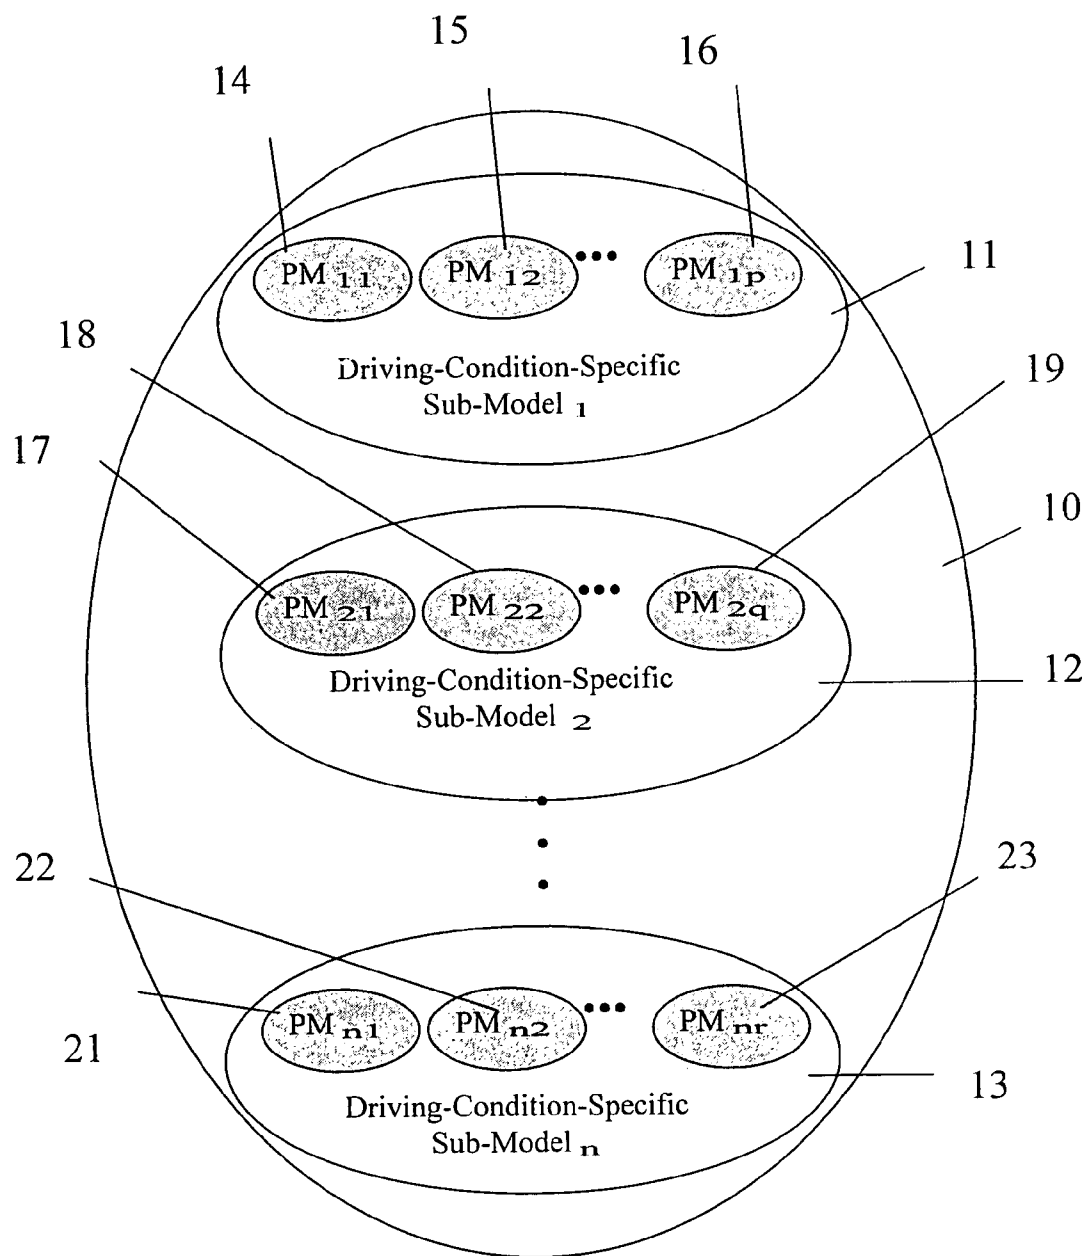 15
16
14
PM 11 PM 12 ••• PM 1p
11
18
Driving-Condition-Specific
Sub-Model 1
19
17
10
PM 21 PM 22 ••• PM 2q
12
Driving-Condition-Specific
Sub-Model 2
22
23
PM n1 PM n2 ••• PM nr
21
13
Driving-Condition-Specific
Sub-Model n